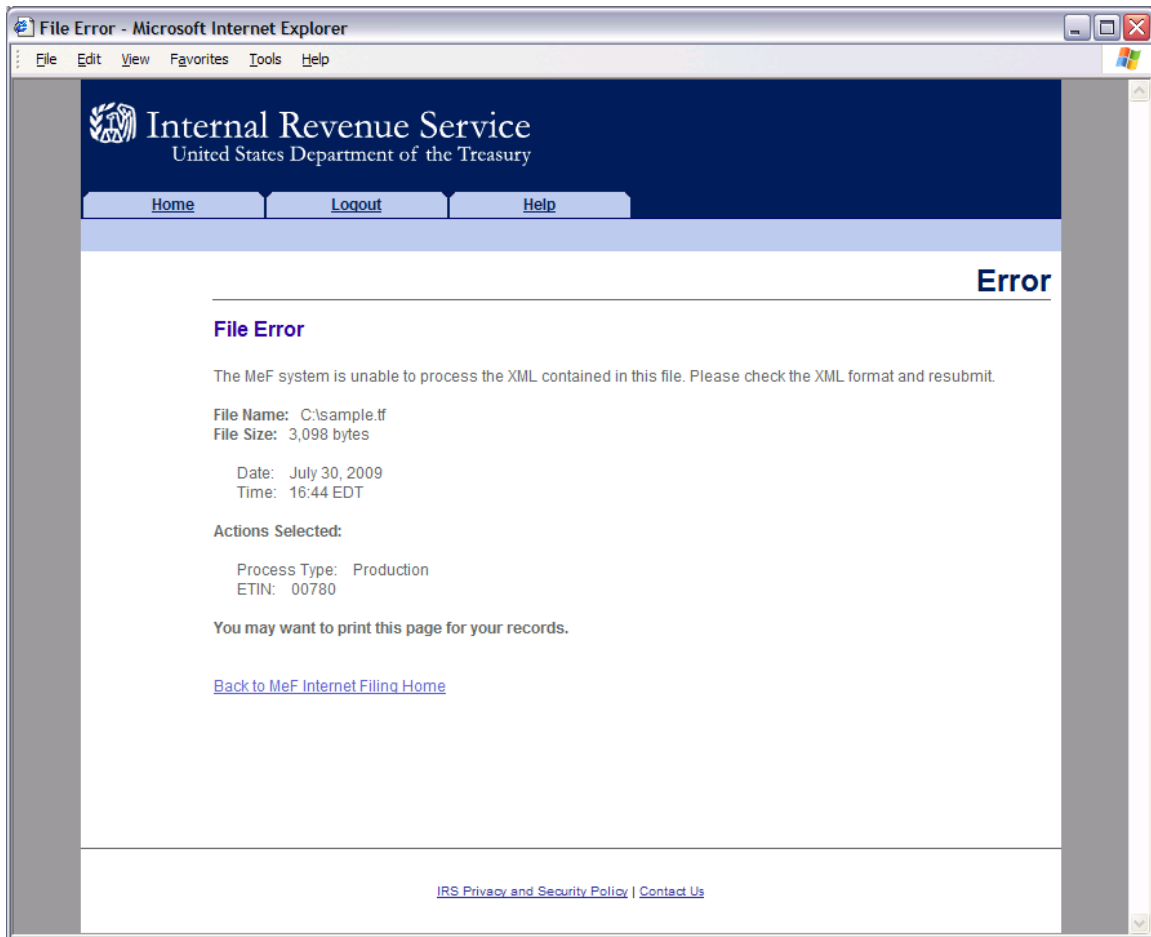 File Error - Microsoft Internet Explorer
File Edit View Favorites Tools Help
Internal Revenue Service
United States Department of the Treasury
Home Logout Help
Error
File Error
The MeF system is unable to process the XML contained in this file. Please check the XML format and resubmit.
File Name: C:\sample.tf
File Size: 3,098 bytes
Date: July 30, 2009
Time: 16:44 EDT
Actions Selected:
Process Type: Production
ETIN: 00780
You may want to print this page for your records.
Back to MeF Internet Filing Home
IRS Privacy and Security Policy | Contact Us